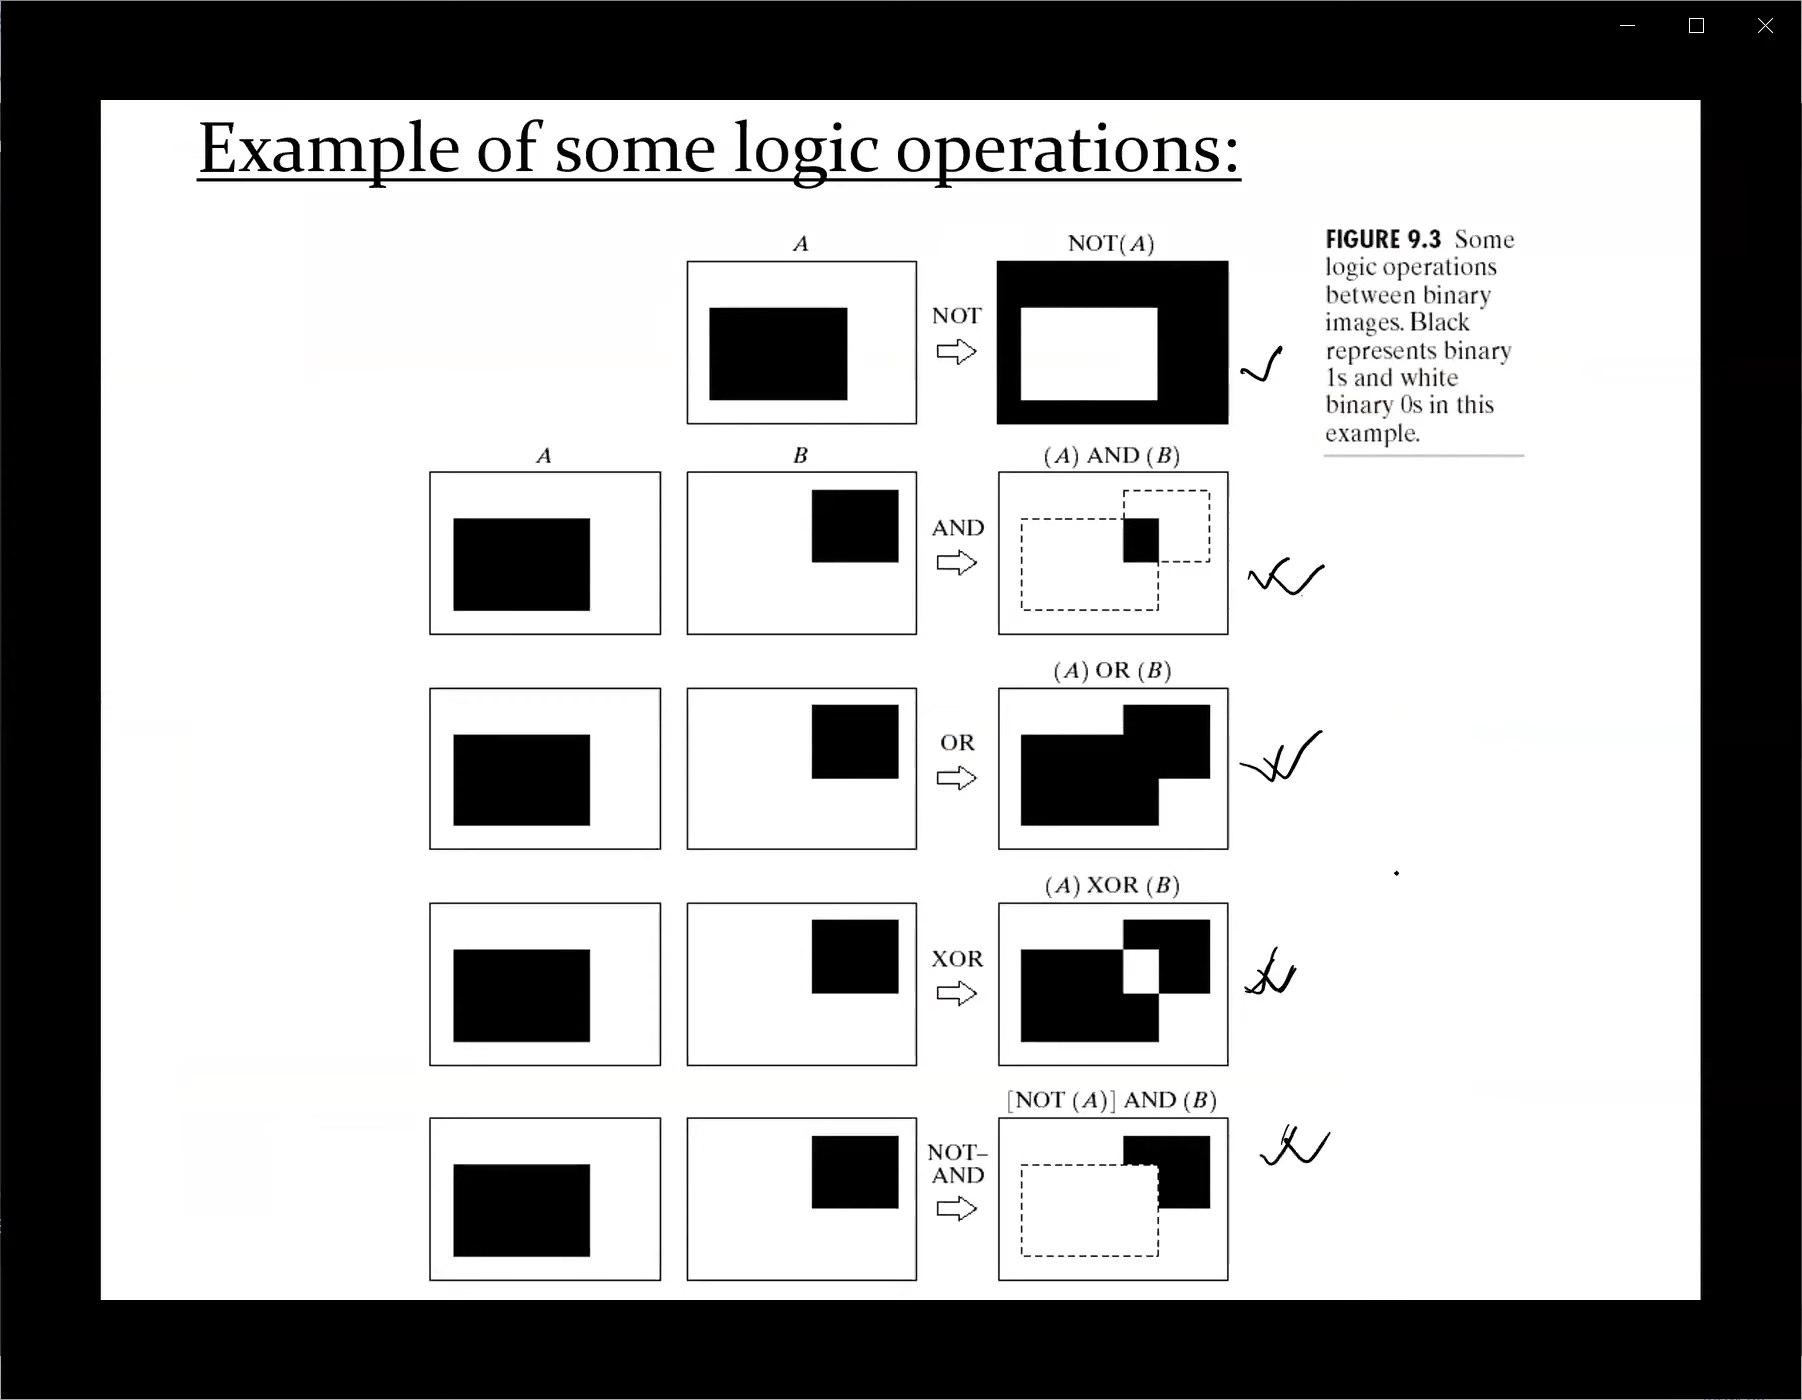 Example of some logic operations:
A
NOT(A)
NOT
FIGURE 9.3 Some
logic operations
between binary
images. Black
represents binary
1s and white
binary 0s in this
example.
A
B
(A) AND (B)
AND
(A) OR (B)
OR
(A) XOR (B)
XOR
[NOT (A)] AND (B)
NOT–
AND